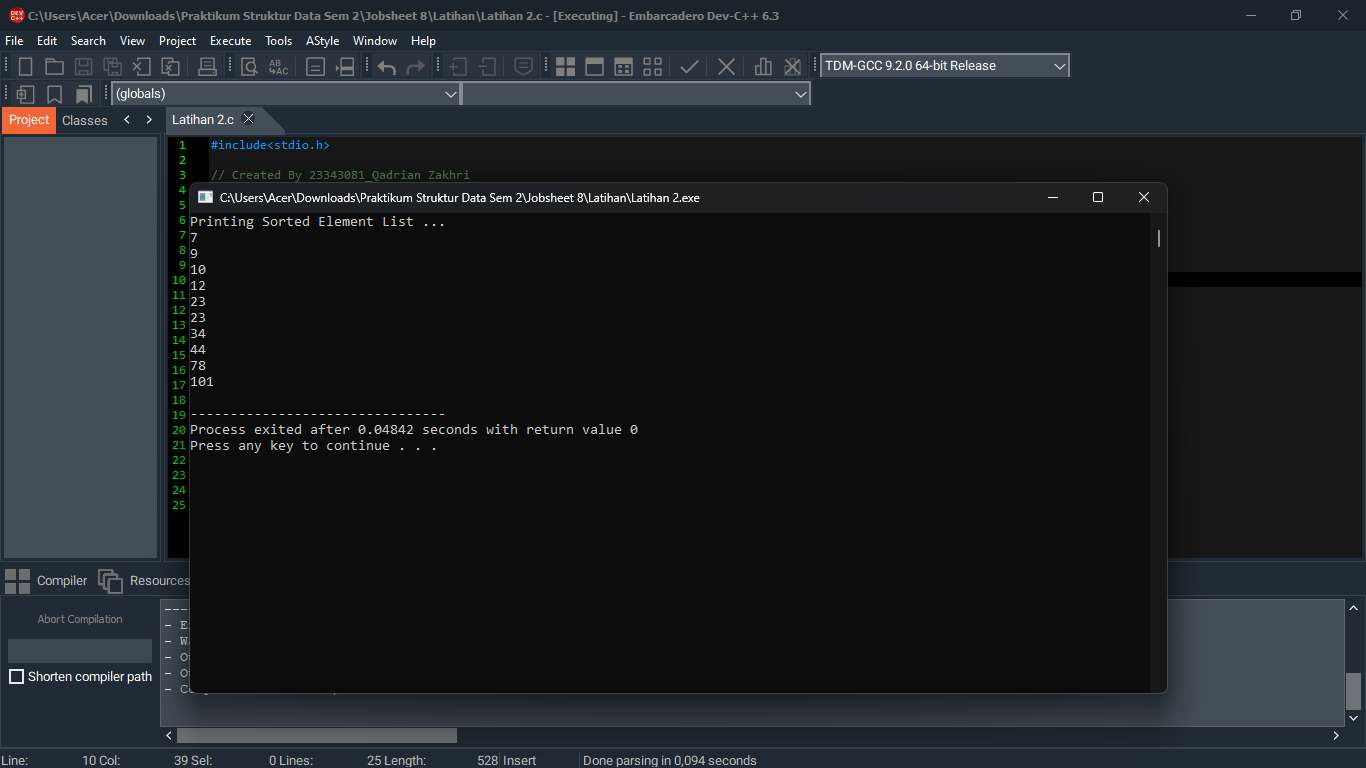 C:\Users\Acer\Downloads\Praktikum Struktur Data Sem 2\Jobsheet 8\Latihan\Latihan 2.c - [Executing] - Embarcadero Dev-C++ 6.3
File Edit Search View Project Execute Tools AStyle Window Help
TDM-GCC 9.2.0 64-bit Release
(globals)
Project Classes
Latihan 2.c
1 #include<stdio.h>
2
3 // Created By 23343081_Qadrian Zakhri
4
C:\Users\Acer\Downloads\Praktikum Struktur Data Sem 2\Jobsheet 8\Latihan\Latihan 2.exe
5
6
7
8
9
10
11
12
13
14
15
16
17
18
19
20
21
22
23
24
25
Printing Sorted Element List ...
7
9
10
12
23
23
34
44
78
101
--------------------------------
Process exited after 0.04842 seconds with return value 0
Press any key to continue . . .
Compiler Resources
Abort Compilation
Shorten compiler path
Line: 10 Col: 39 Sel: 0 Lines: 25 Length: 528 Insert Done parsing in 0,094 seconds